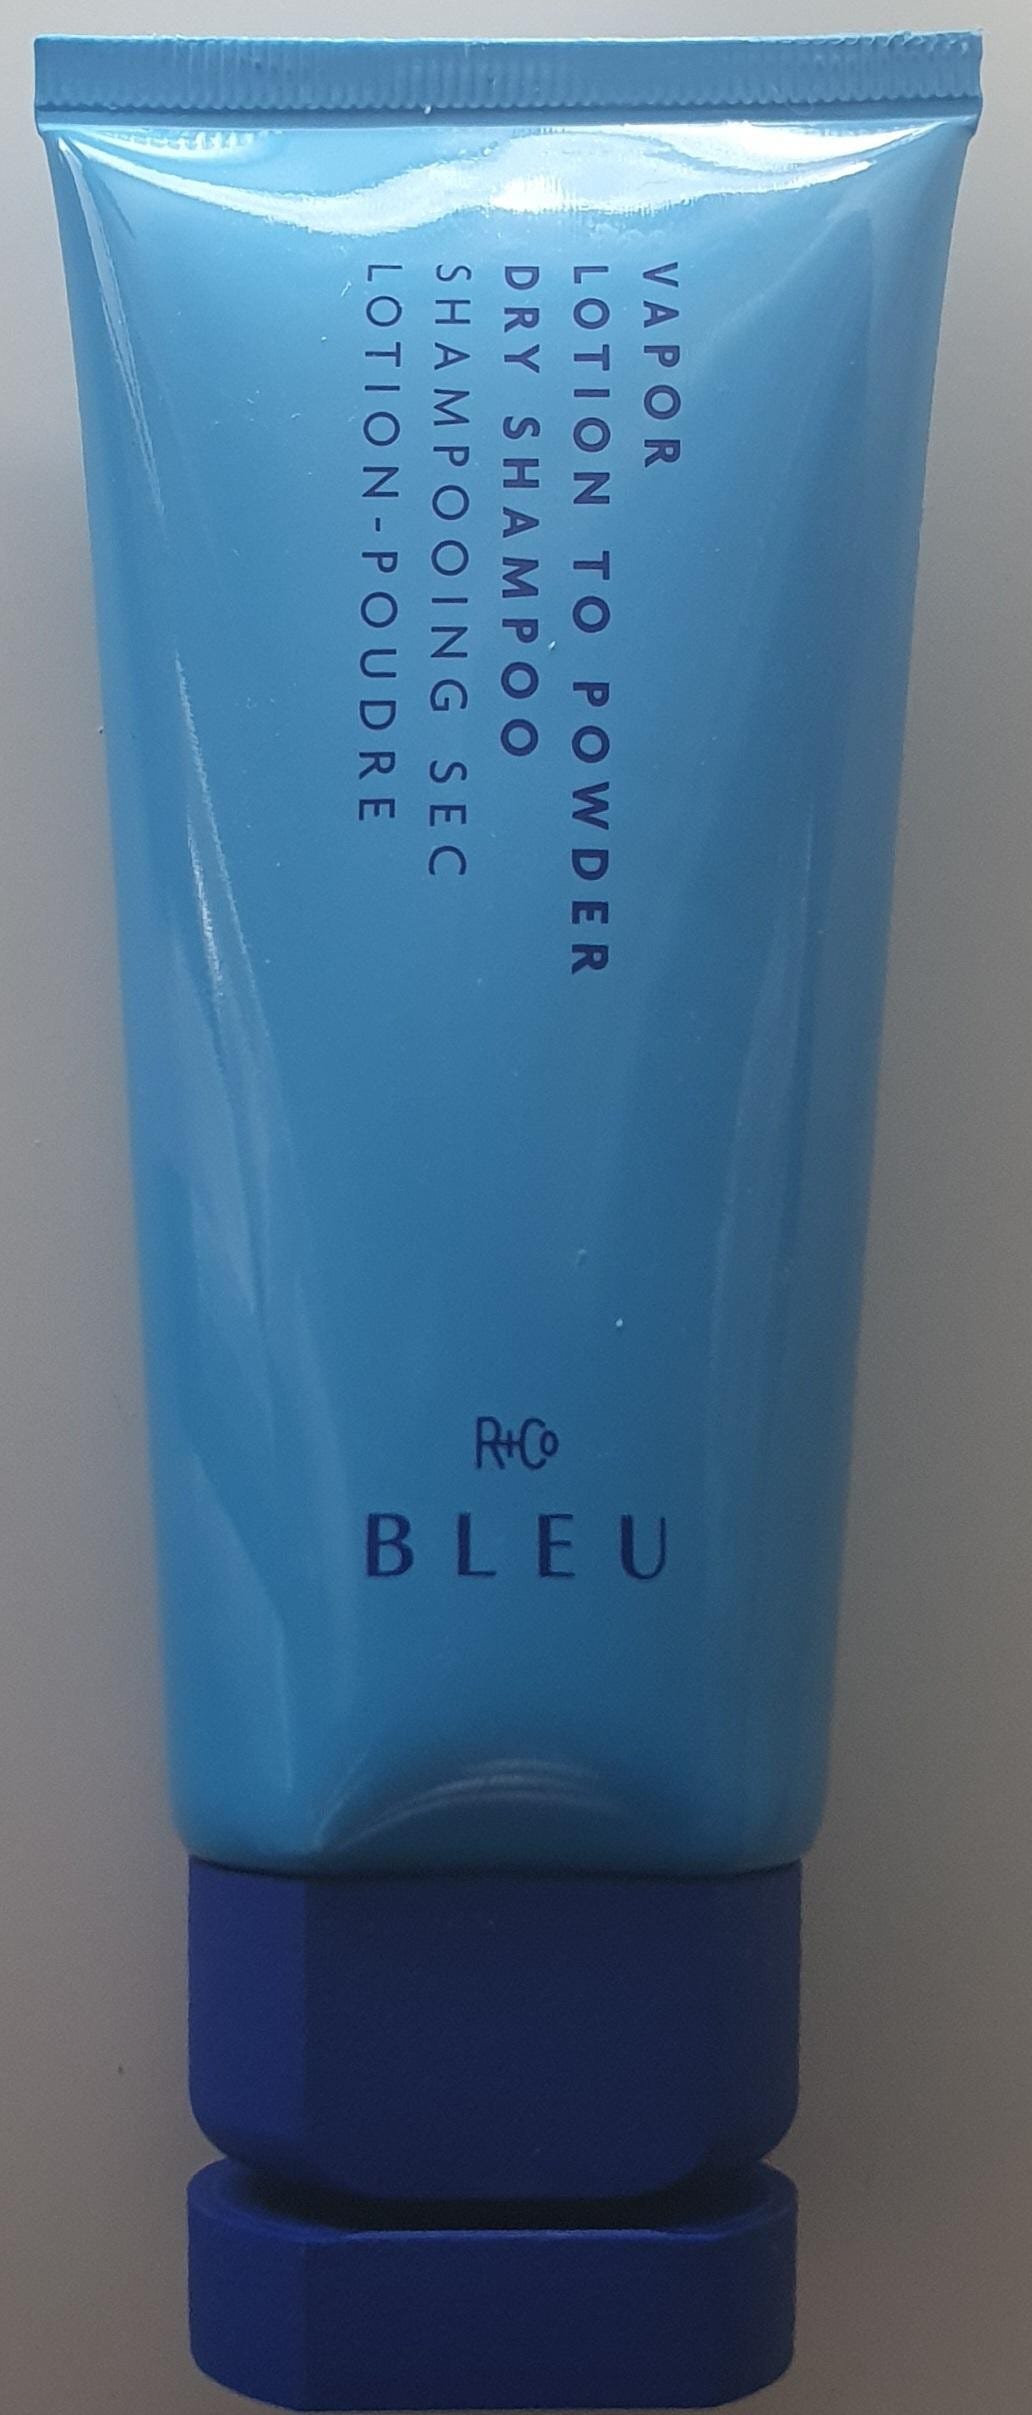 VAPOR
LOTION TO POWDER
DRY SHAMPOO
SHAMPOOING SEC
LOTION-POUDRE
R+Co
BLEU